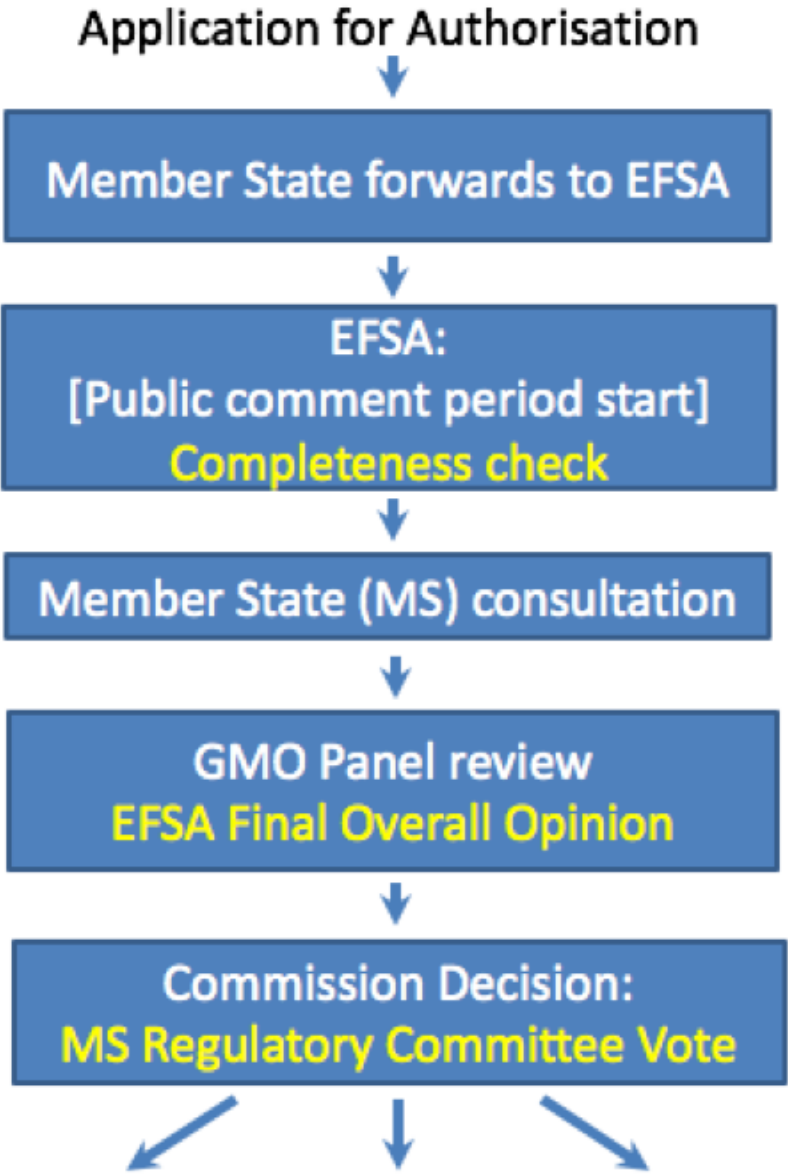 Application for Authorisation
Member State forwards to EFSA
EFSA:
[Public comment period start]
Completeness check
Member State (MS) consultation
GMO Panel review
EFSA Final Overall Opinion
Commission Decision:
MS Regulatory Committee Vote